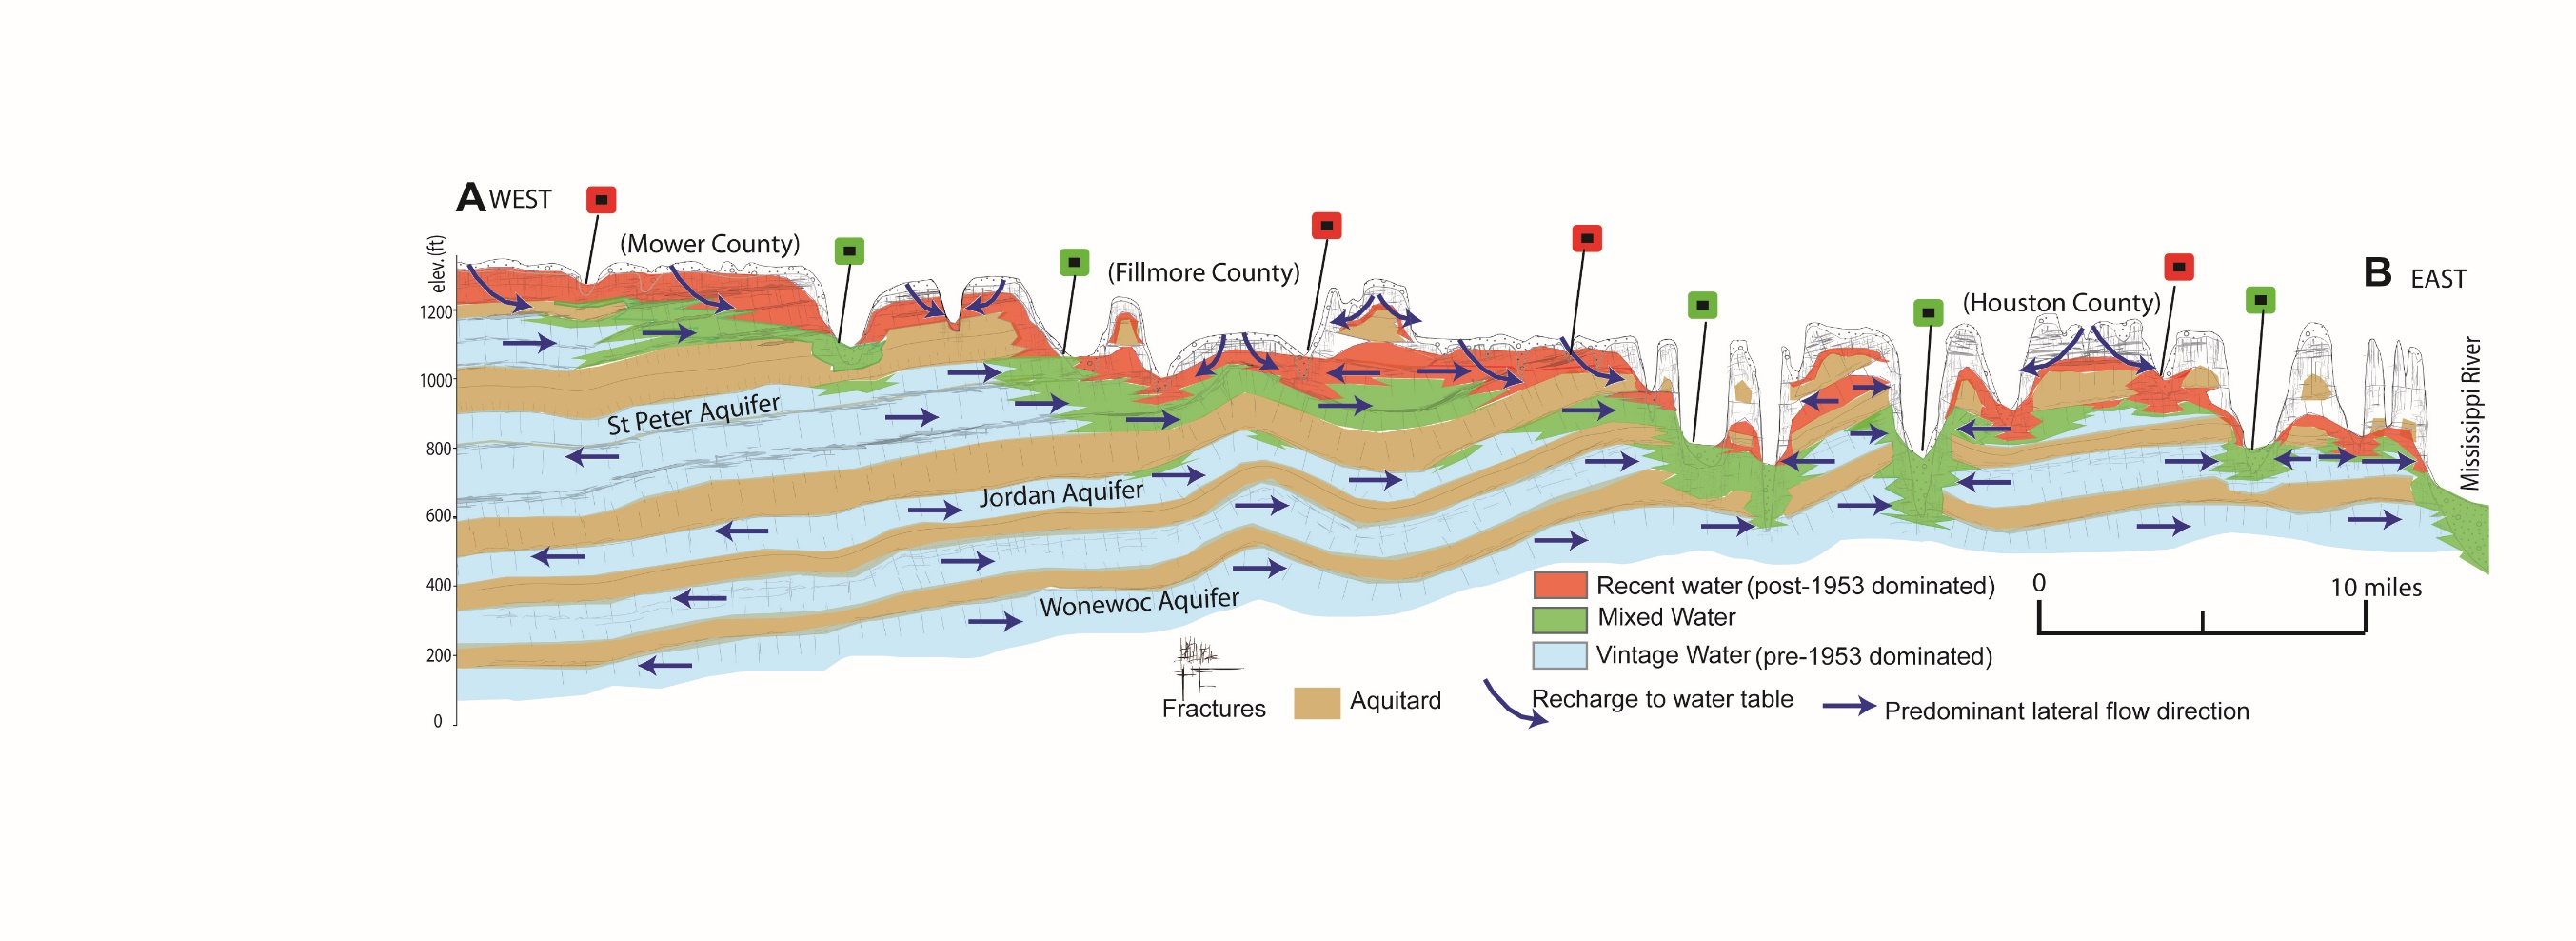 A WEST
(Mower County)
(Fillmore County)
(Houston County)
B EAST
elev. (ft)
1200
1000
800
600
400
200
0
St Peter Aquifer
Jordan Aquifer
Wonewoc Aquifer
Mississippi River
Recent water (post-1953 dominated)
Mixed Water
Vintage Water (pre-1953 dominated)
0 10 miles
Fractures
Aquitard
Recharge to water table
Predominant lateral flow direction